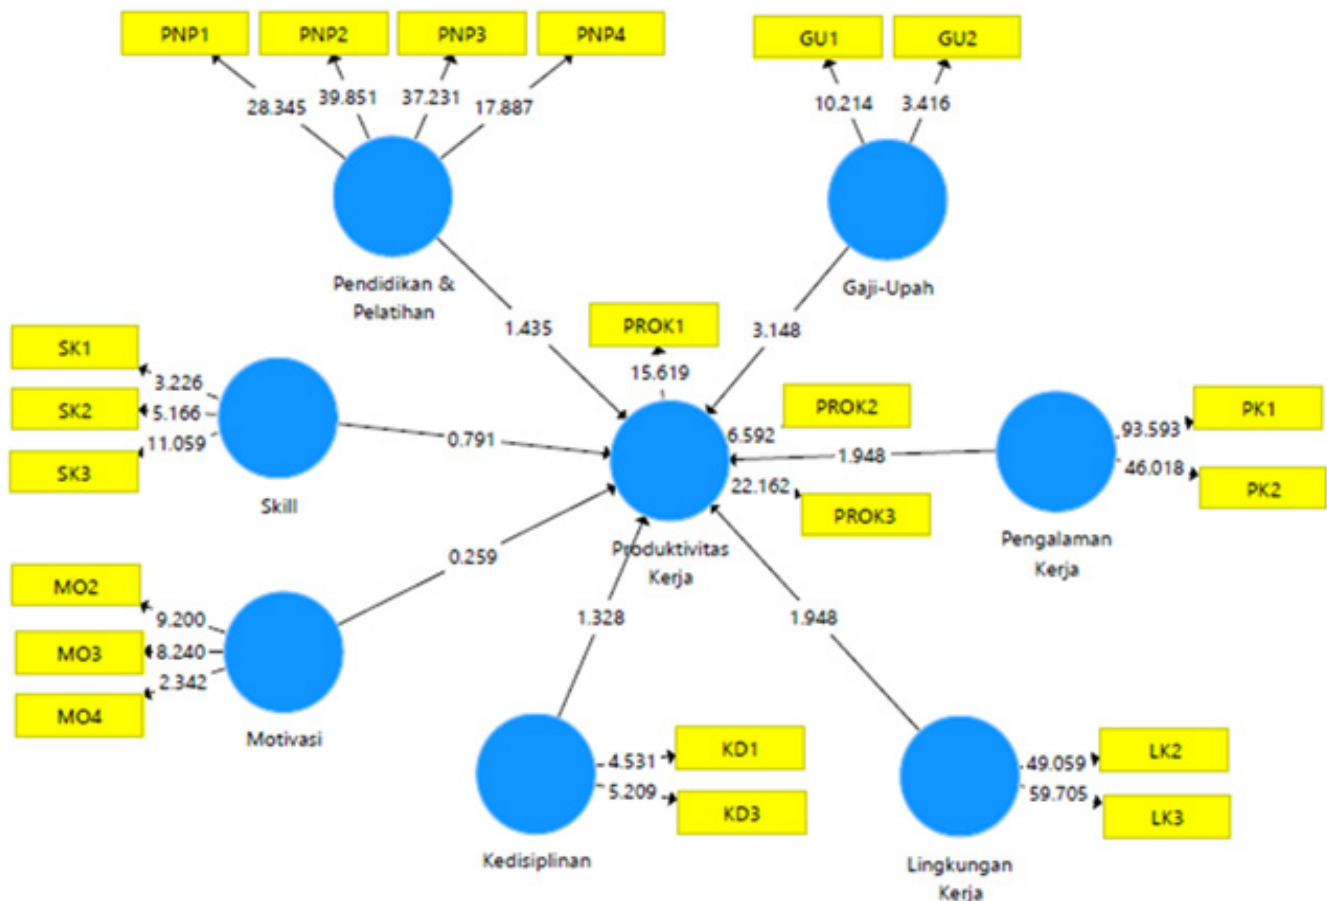 PNP1
PNP2
PNP3
PNP4
GU1
GU2
28.345
39.851
37.231
17.887
10.214
3.416
Pendidikan &
Pelatihan
Gaji-Upah
1.435
3.148
PROK1
15.619
SK1
SK2
SK3
3.226
5.166
11.059
Skill
0.791
PROK2
6.592
1.948
22.162
PROK3
Produktivitas
Kerja
PK1
93.593
46.018
PK2
Pengalaman
Kerja
MO2
MO3
MO4
9.200
8.240
2.342
Motivasi
0.259
1.328
1.948
KD1
4.531
5.209
KD3
Kedisiplinan
LK2
49.059
59.705
LK3
Lingkungan
Kerja